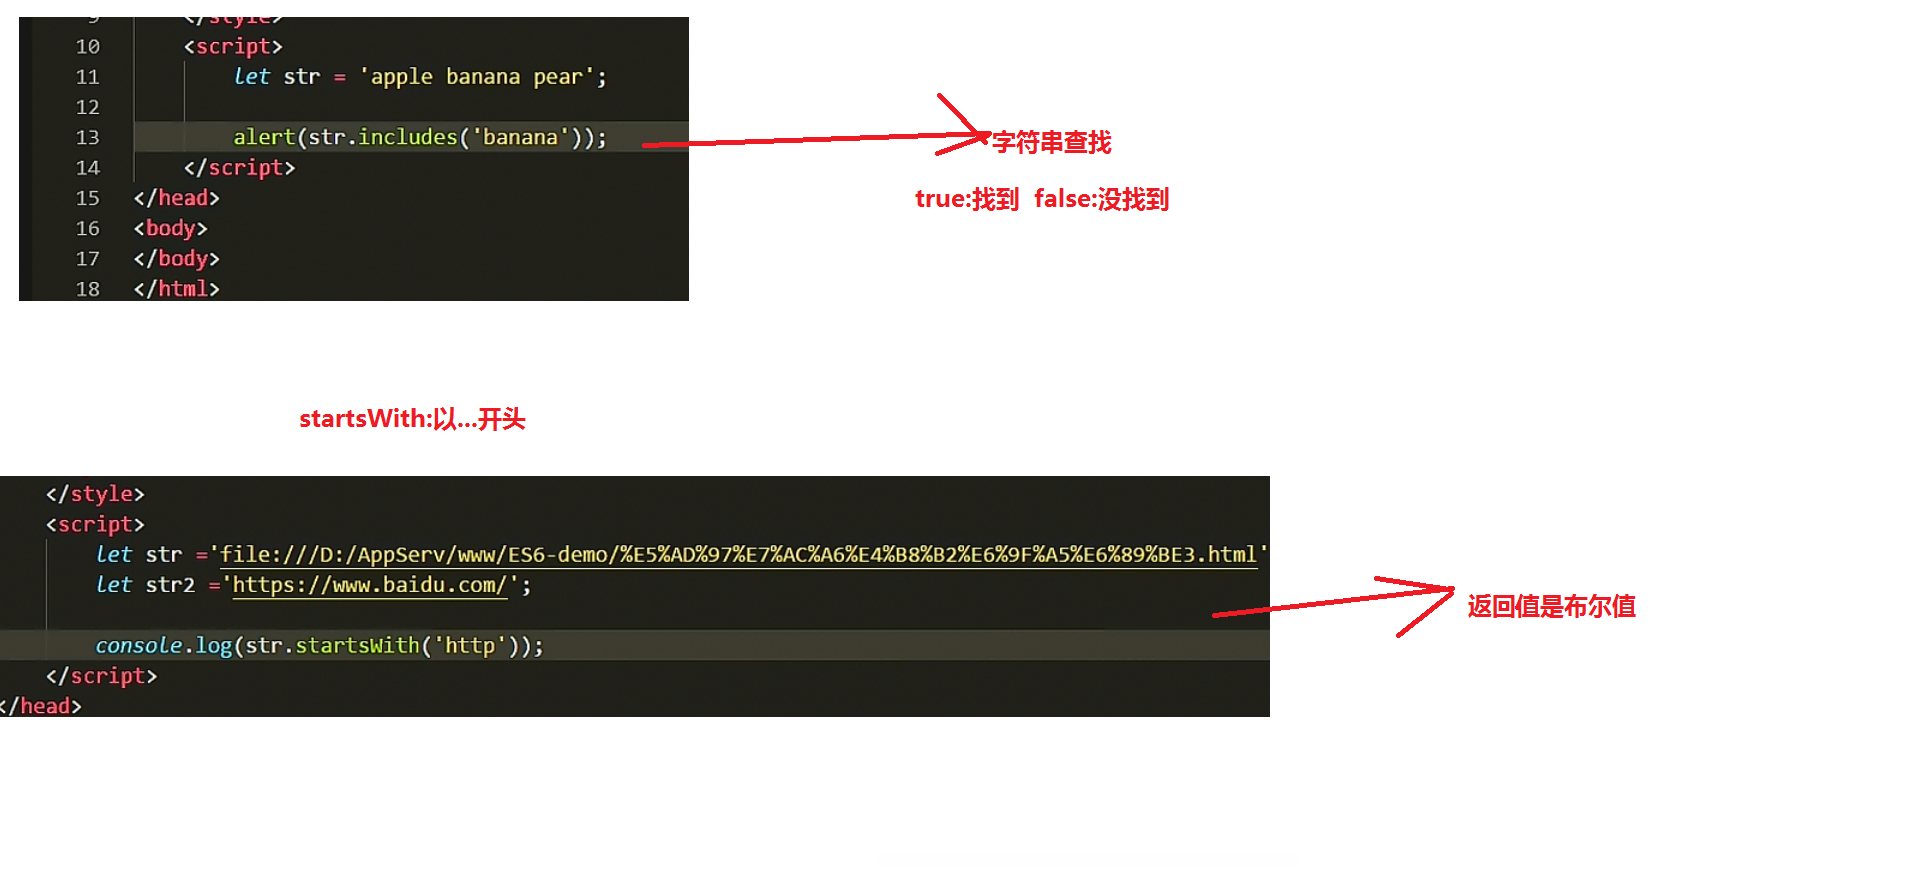 9 </style>
10 <script>
11 let str = 'apple banana pear';
12
13 alert(str.includes('banana'));
14 </script>
15 </head>
16 <body>
17 </body>
18 </html>
字符串查找
true:找到 false:没找到
startsWith:以...开头
</style>
<script>
let str ='file:///D:/AppServ/www/ES6-demo/%E5%AD%97%E7%AC%A6%E4%B8%B2%E6%9F%A5%E6%89%BE3.html'
let str2 ='https://www.baidu.com/';
console.log(str.startsWith('http'));
</script>
</head>
返回值是布尔值